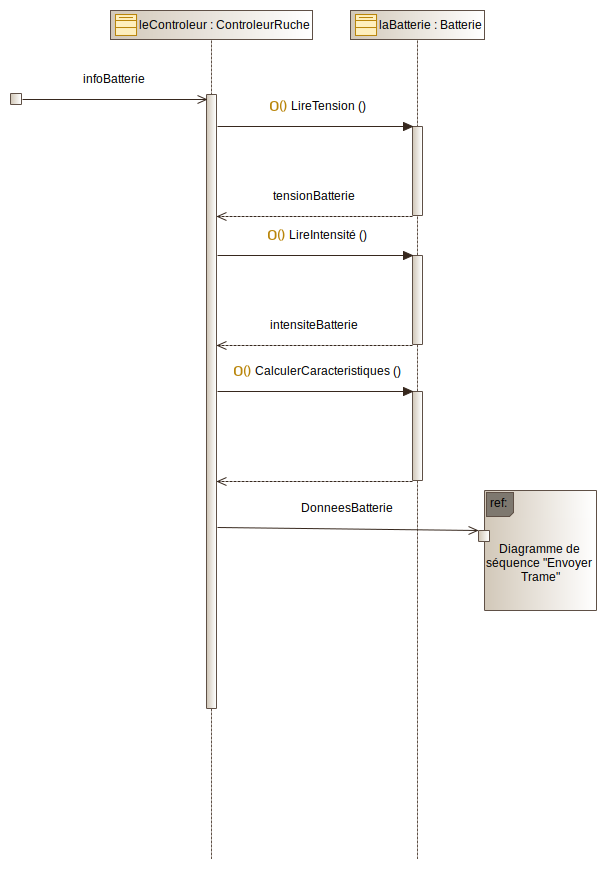 leControleur : ControleurRuche
laBatterie : Batterie
infoBatterie
O() LireTension ()
tensionBatterie
O() LireIntensité ()
intensiteBatterie
O() CalculerCaracteristiques ()
DonneesBatterie
ref:
Diagramme de
séquence "Envoyer
Trame"